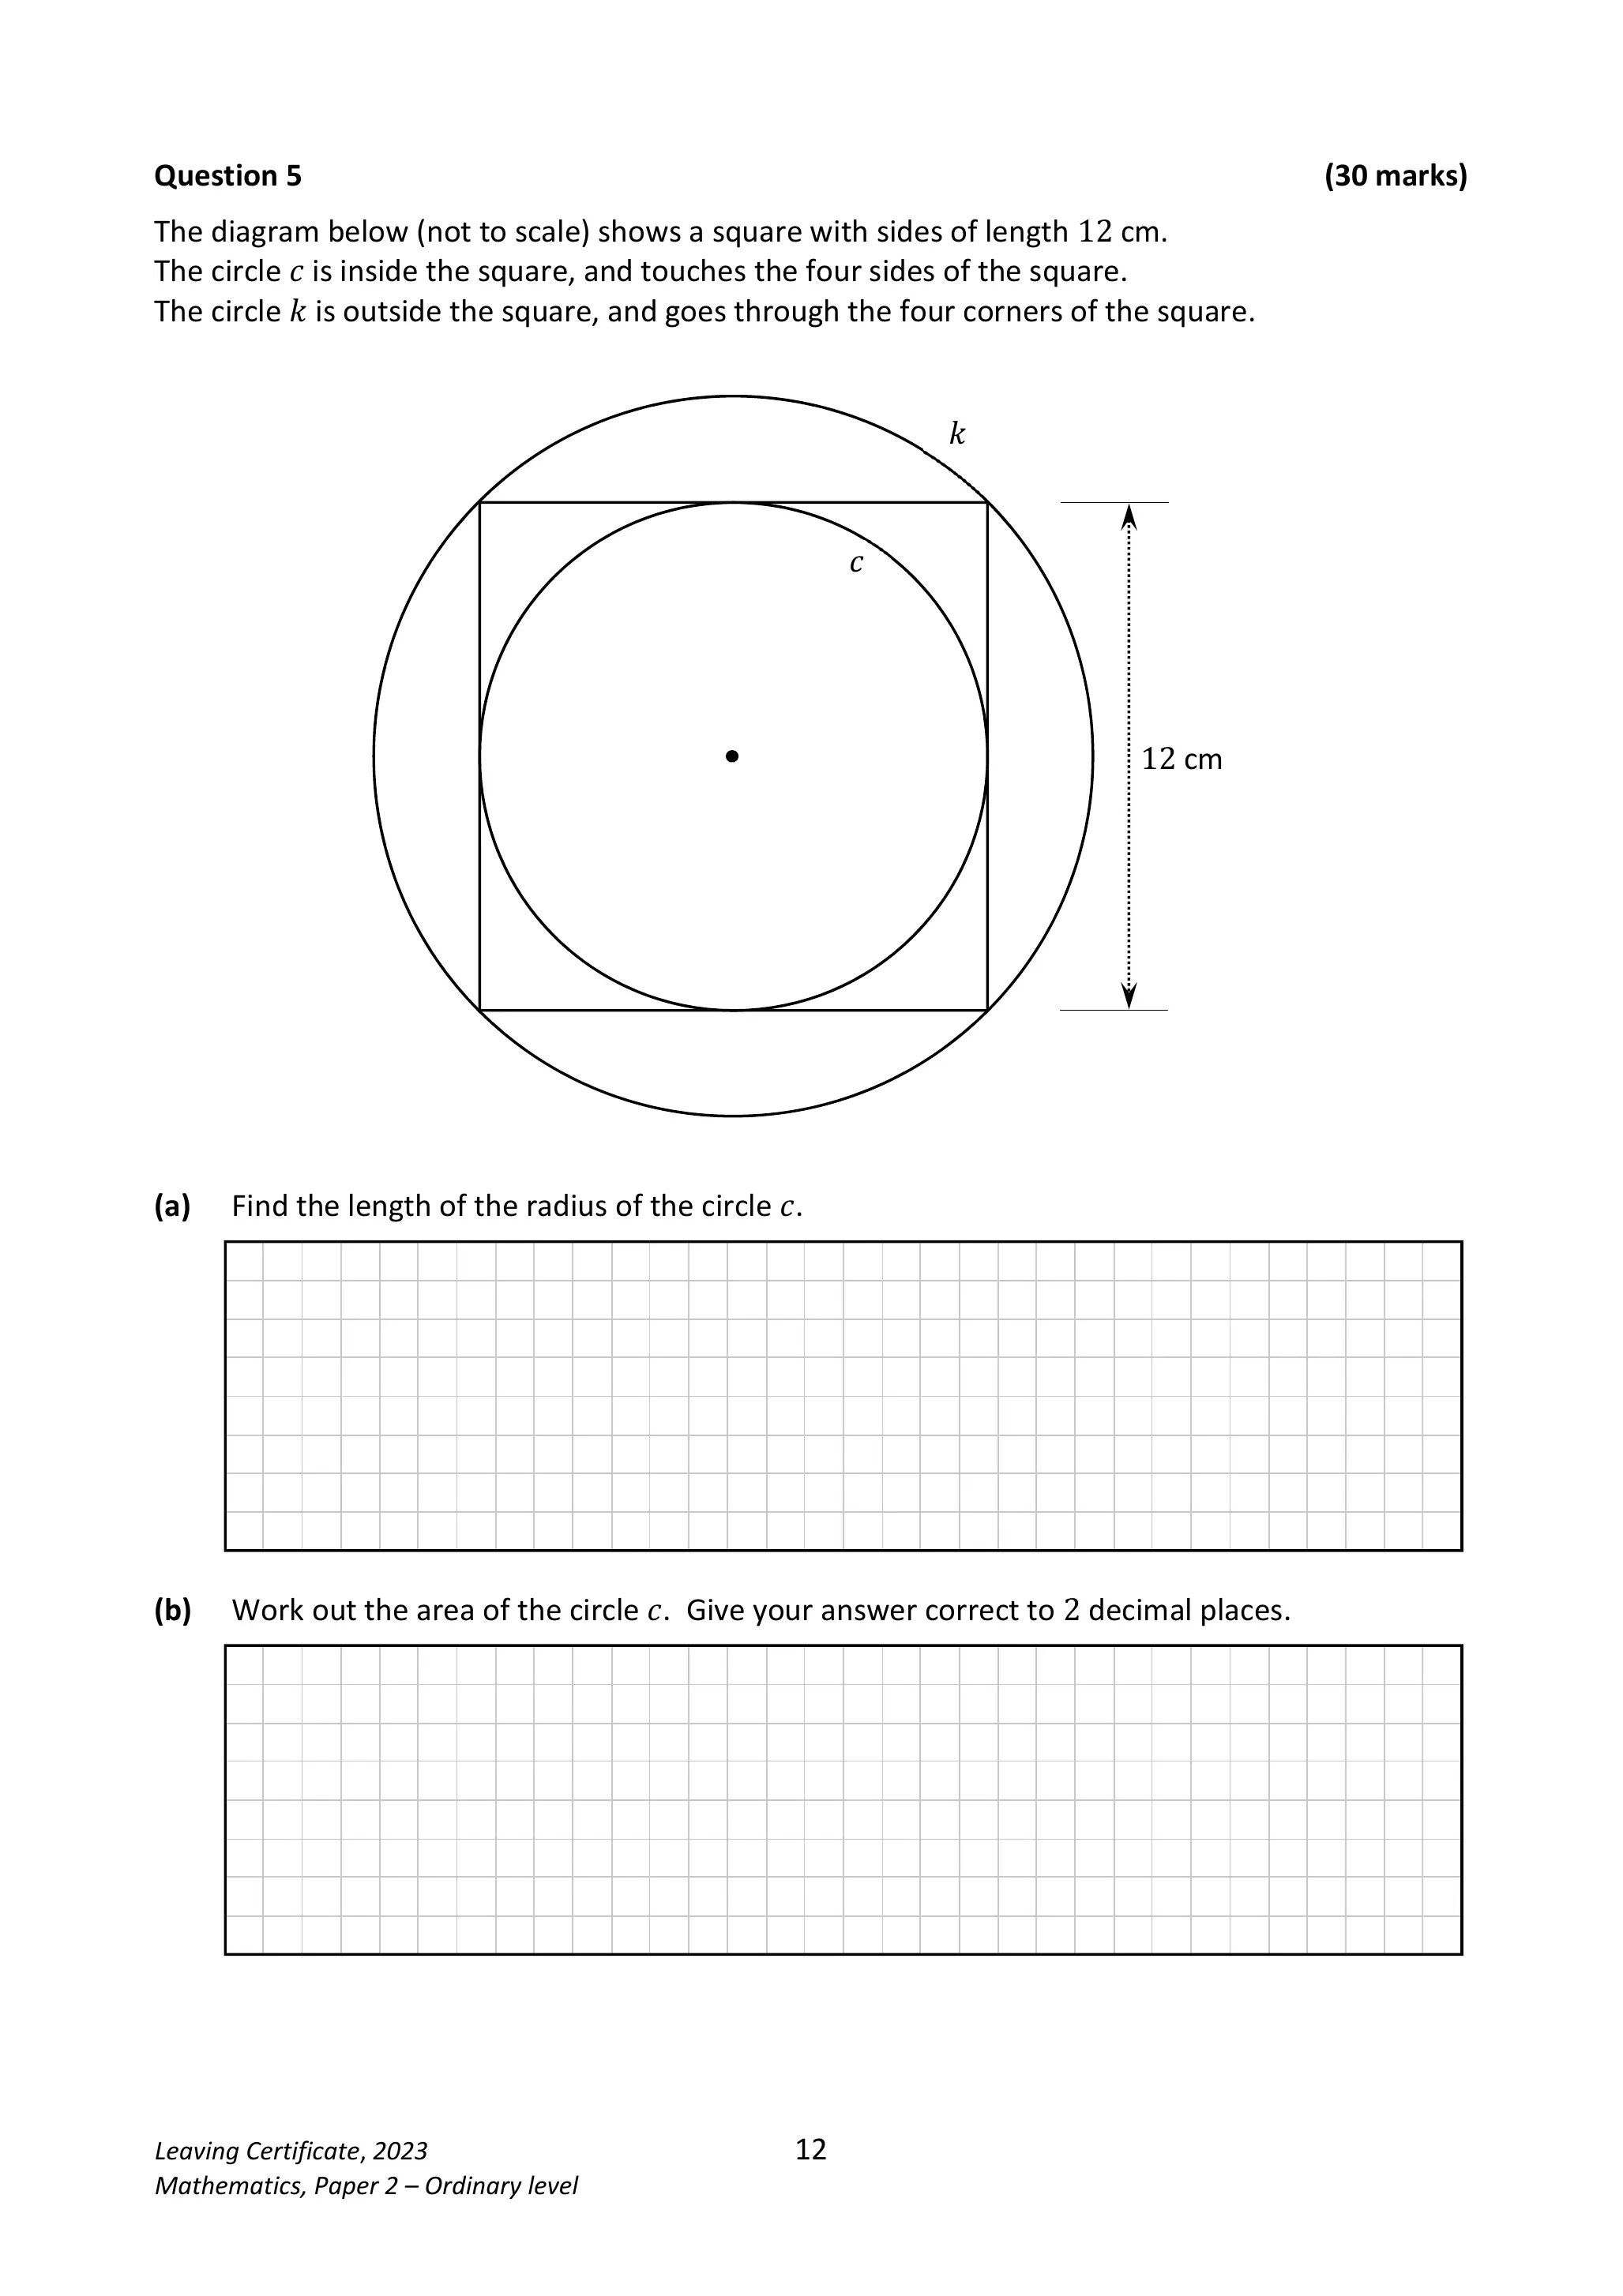 Question 5 (30 marks)
The diagram below (not to scale) shows a square with sides of length 12 cm.
The circle c is inside the square, and touches the four sides of the square.
The circle k is outside the square, and goes through the four corners of the square.
k
c
12 cm
(a) Find the length of the radius of the circle c.
(b) Work out the area of the circle c. Give your answer correct to 2 decimal places.
Leaving Certificate, 2023 12
Mathematics, Paper 2 – Ordinary level